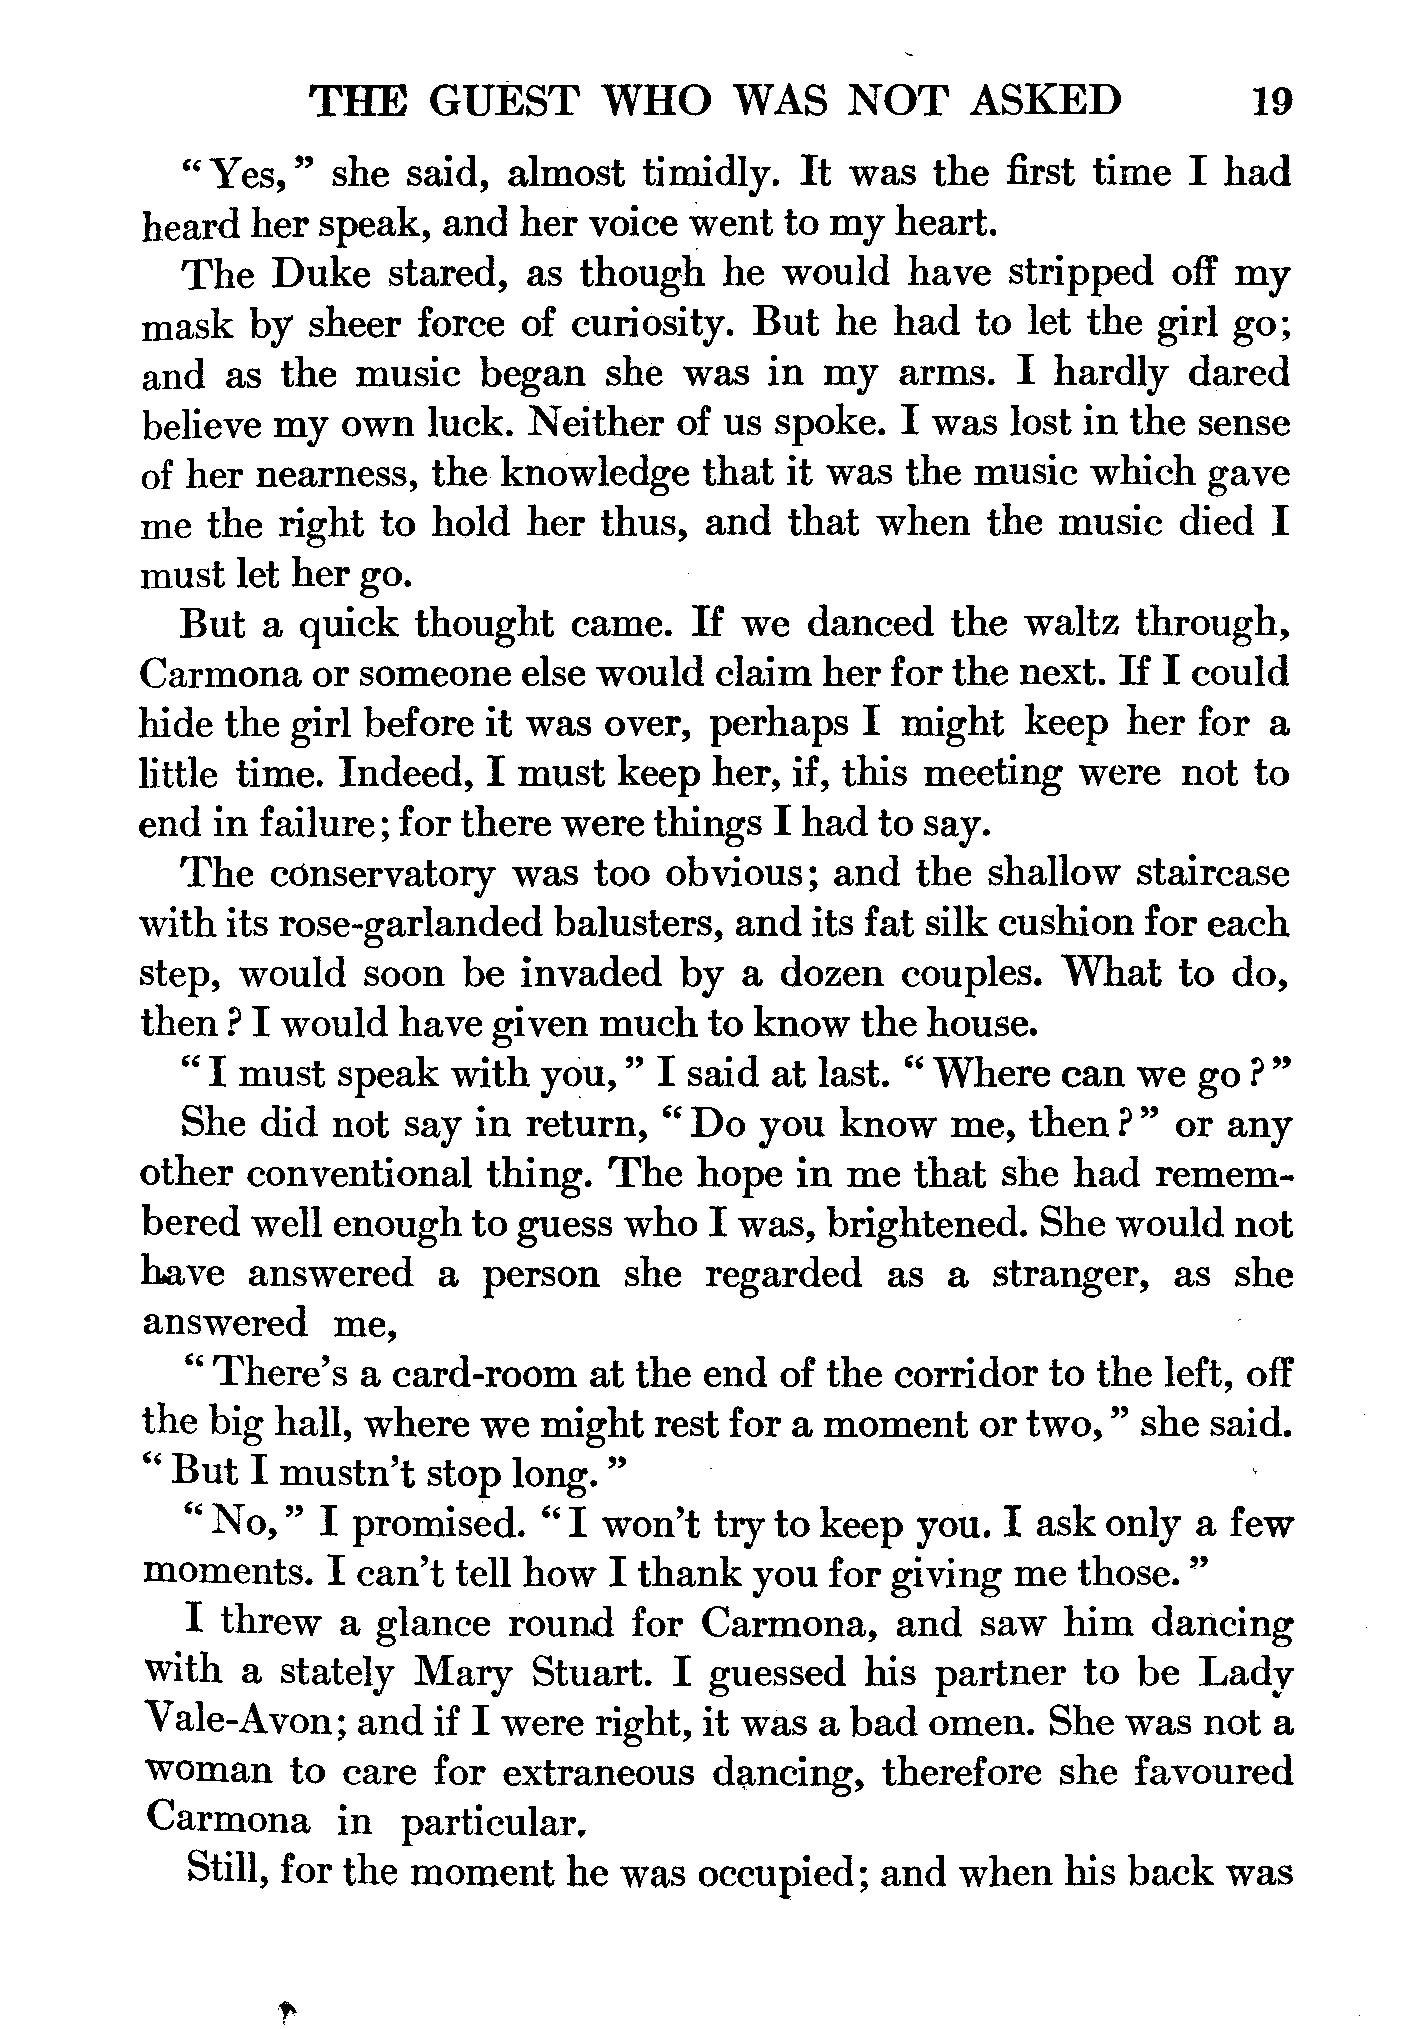 THE GUEST WHO WAS NOT ASKED 19
"Yes," she said, almost timidly. It was the first time I had
heard her speak, and her voice went to my heart.
The Duke stared, as though he would have stripped off my
mask by sheer force of curiosity. But he had to let the girl go;
and as the music began she was in my arms. I hardly dared
believe my own luck. Neither of us spoke. I was lost in the sense
of her nearness, the knowledge that it was the music which gave
me the right to hold her thus, and that when the music died I
must let her go.
But a quick thought came. If we danced the waltz through,
Carmona or someone else would claim her for the next. If I could
hide the girl before it was over, perhaps I might keep her for a
little time. Indeed, I must keep her, if, this meeting were not to
end in failure; for there were things I had to say.
The conservatory was too obvious; and the shallow staircase
with its rose-garlanded balusters, and its fat silk cushion for each
step, would soon be invaded by a dozen couples. What to do,
then? I would have given much to know the house.
"I must speak with you," I said at last. "Where can we go?"
She did not say in return, "Do you know me, then?" or any
other conventional thing. The hope in me that she had remem-
bered well enough to guess who I was, brightened. She would not
have answered a person she regarded as a stranger, as she
answered me,
"There's a card-room at the end of the corridor to the left, off
the big hall, where we might rest for a moment or two," she said.
"But I mustn't stop long."
"No," I promised. "I won't try to keep you. I ask only a few
moments. I can't tell how I thank you for giving me those."
I threw a glance round for Carmona, and saw him dancing
with a stately Mary Stuart. I guessed his partner to be Lady
Vale-Avon; and if I were right, it was a bad omen. She was not a
woman to care for extraneous dancing, therefore she favoured
Carmona in particular.
Still, for the moment he was occupied; and when his back was